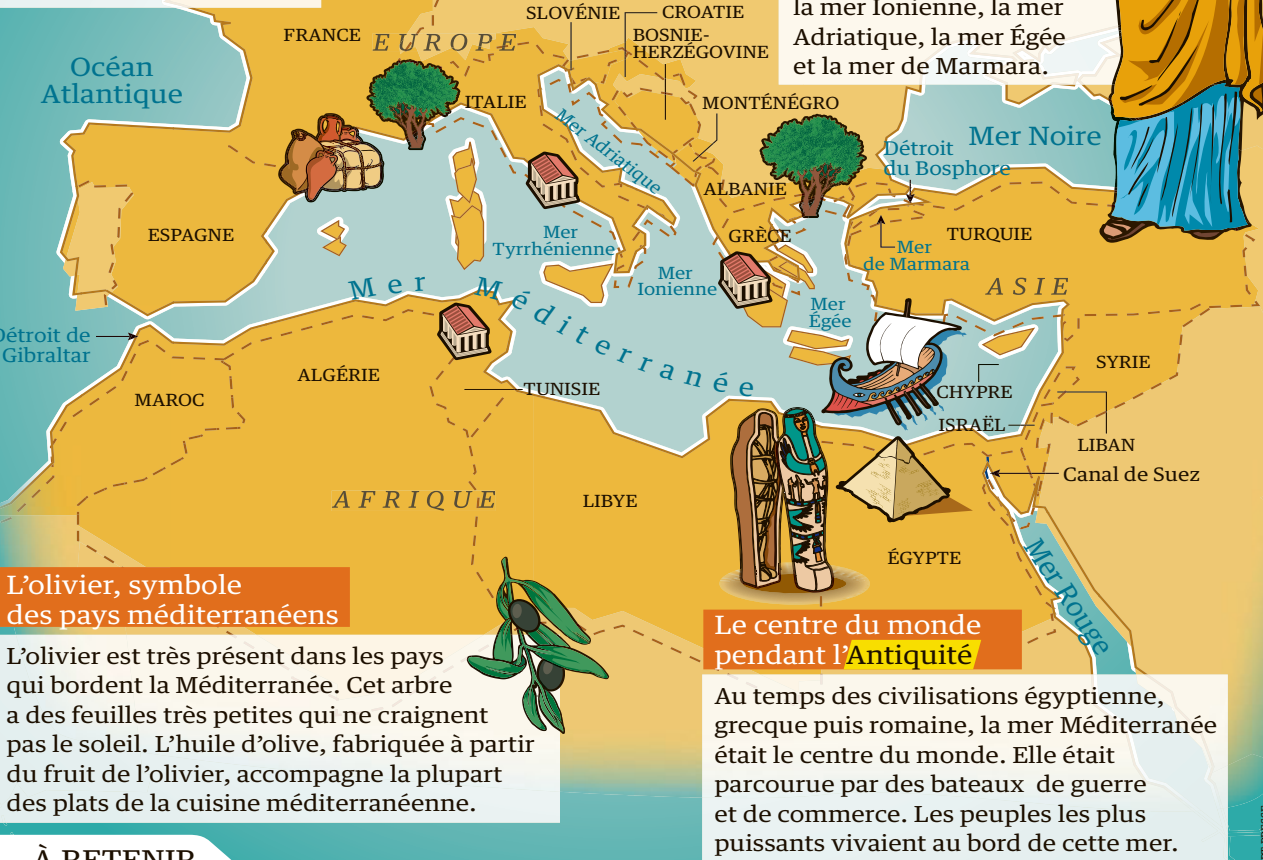 la mer Ionienne, la mer
Adriatique, la mer Égée
et la mer de Marmara.
SLOVÉNIE
CROATIE
BOSNIE-
HERZÉGOVINE
FRANCE
EUROPE
Océan
Atlantique
ITALIE
MONTÉNÉGRO
Mer Adriatique
Mer Noire
Détroit
du Bosphore
ALBANIE
ESPAGNE
Mer
Tyrrhénienne
GRÈCE
TURQUIE
Mer
de Marmara
Mer
Ionienne
ASIE
Mer Méditerranée
Mer
Égée
Détroit de
Gibraltar
SYRIE
ALGÉRIE
TUNISIE
MAROC
CHYPRE
ISRAËL
LIBAN
Canal de Suez
AFRIQUE
LIBYE
ÉGYPTE
Mer Rouge
L'olivier, symbole
des pays méditerranéens
L'olivier est très présent dans les pays
qui bordent la Méditerranée. Cet arbre
a des feuilles très petites qui ne craignent
pas le soleil. L'huile d'olive, fabriquée à partir
du fruit de l'olivier, accompagne la plupart
des plats de la cuisine méditerranéenne.
Le centre du monde
pendant l'Antiquité
Au temps des civilisations égyptienne,
grecque puis romaine, la mer Méditerranée
était le centre du monde. Elle était
parcourue par des bateaux de guerre
et de commerce. Les peuples les plus
puissants vivaient au bord de cette mer.
À RETENIR